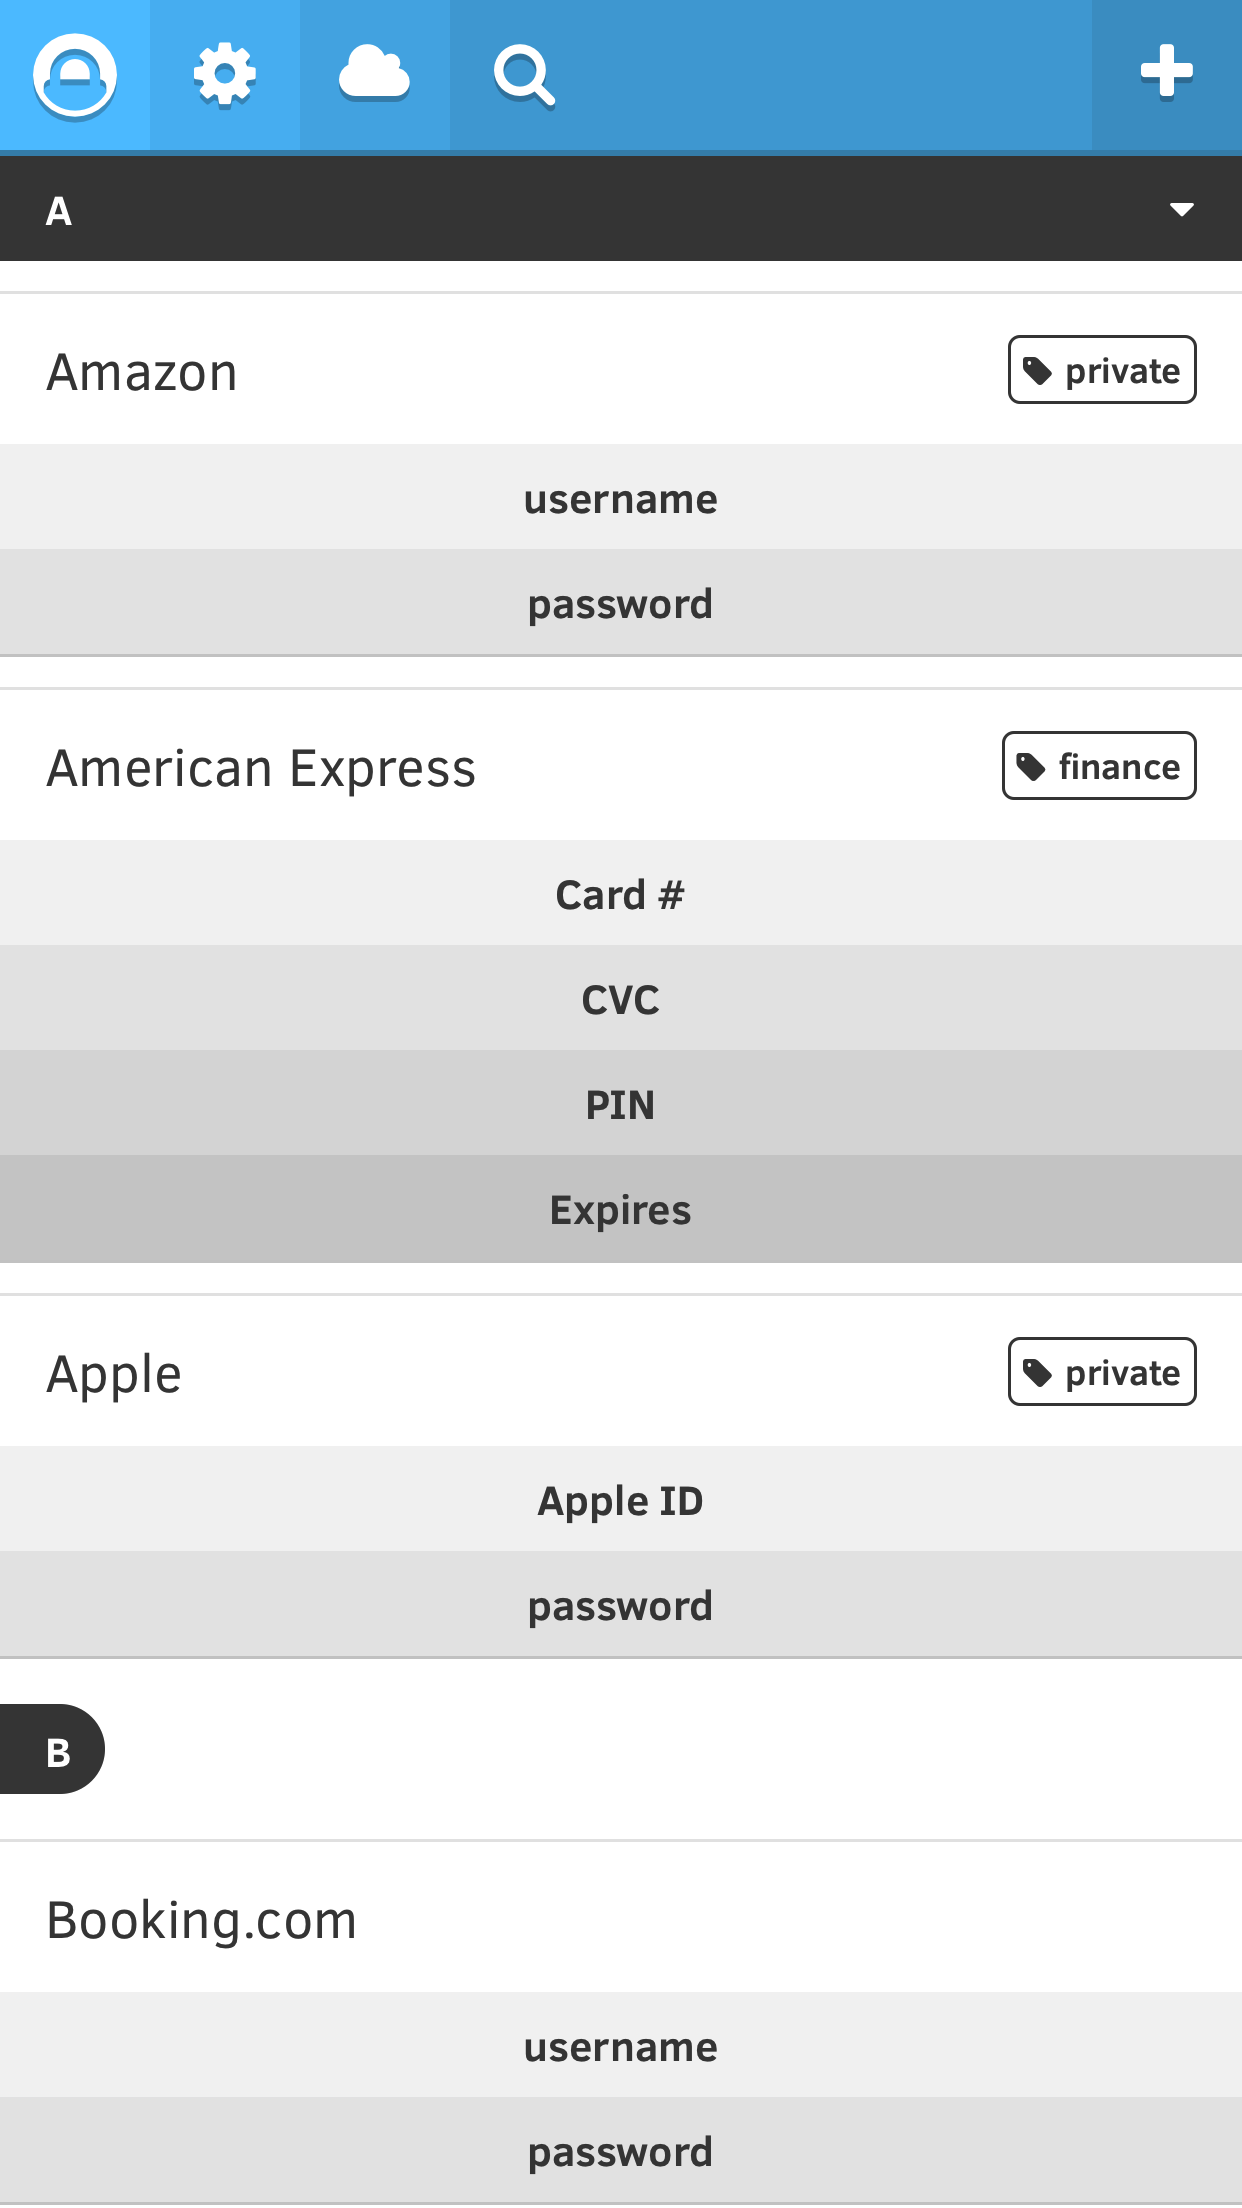 A
Amazon
private
username
password
American Express
finance
Card #
CVC
PIN
Expires
Apple
private
Apple ID
password
B
Booking.com
username
password